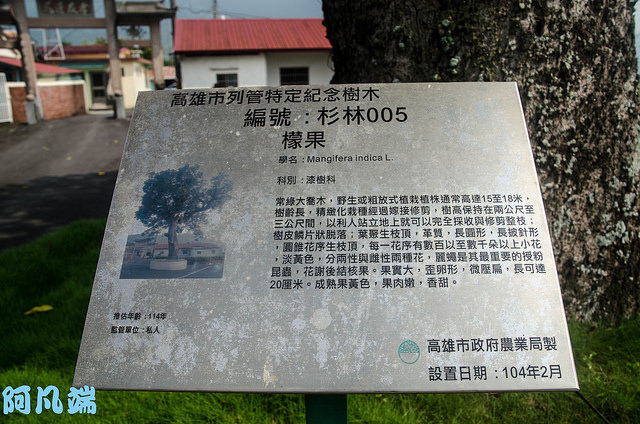 高雄市列管特定紀念樹木
編號：杉林005
檬果
學名：Mangifera indica L.
科別：漆樹科
常綠大喬木，野生或粗放式植栽植株通常高達15至18米，
樹齡長，精緻化栽種經過嫁接修剪，樹高保持在兩公尺至
三公尺間，以利人站立地上就可以完全採收與修剪整枝；
樹皮鱗片狀脫落；葉聚生枝頂，革質，長圓形，長披針形
，圓錐花序生枝頂，每一花序有數百以至數千朵以上小花
，淡黃色，分兩性與雌性兩種花，麗蠅是其最重要的授粉
昆蟲，花謝後結核果。果實大，歪卵形，微壓扁，長可達
20厘米。成熟果黃色，果肉嫩，香甜。
推估年齡：114年
監管單位：私人
高雄市政府農業局製
設置日期：104年2月
阿凡端